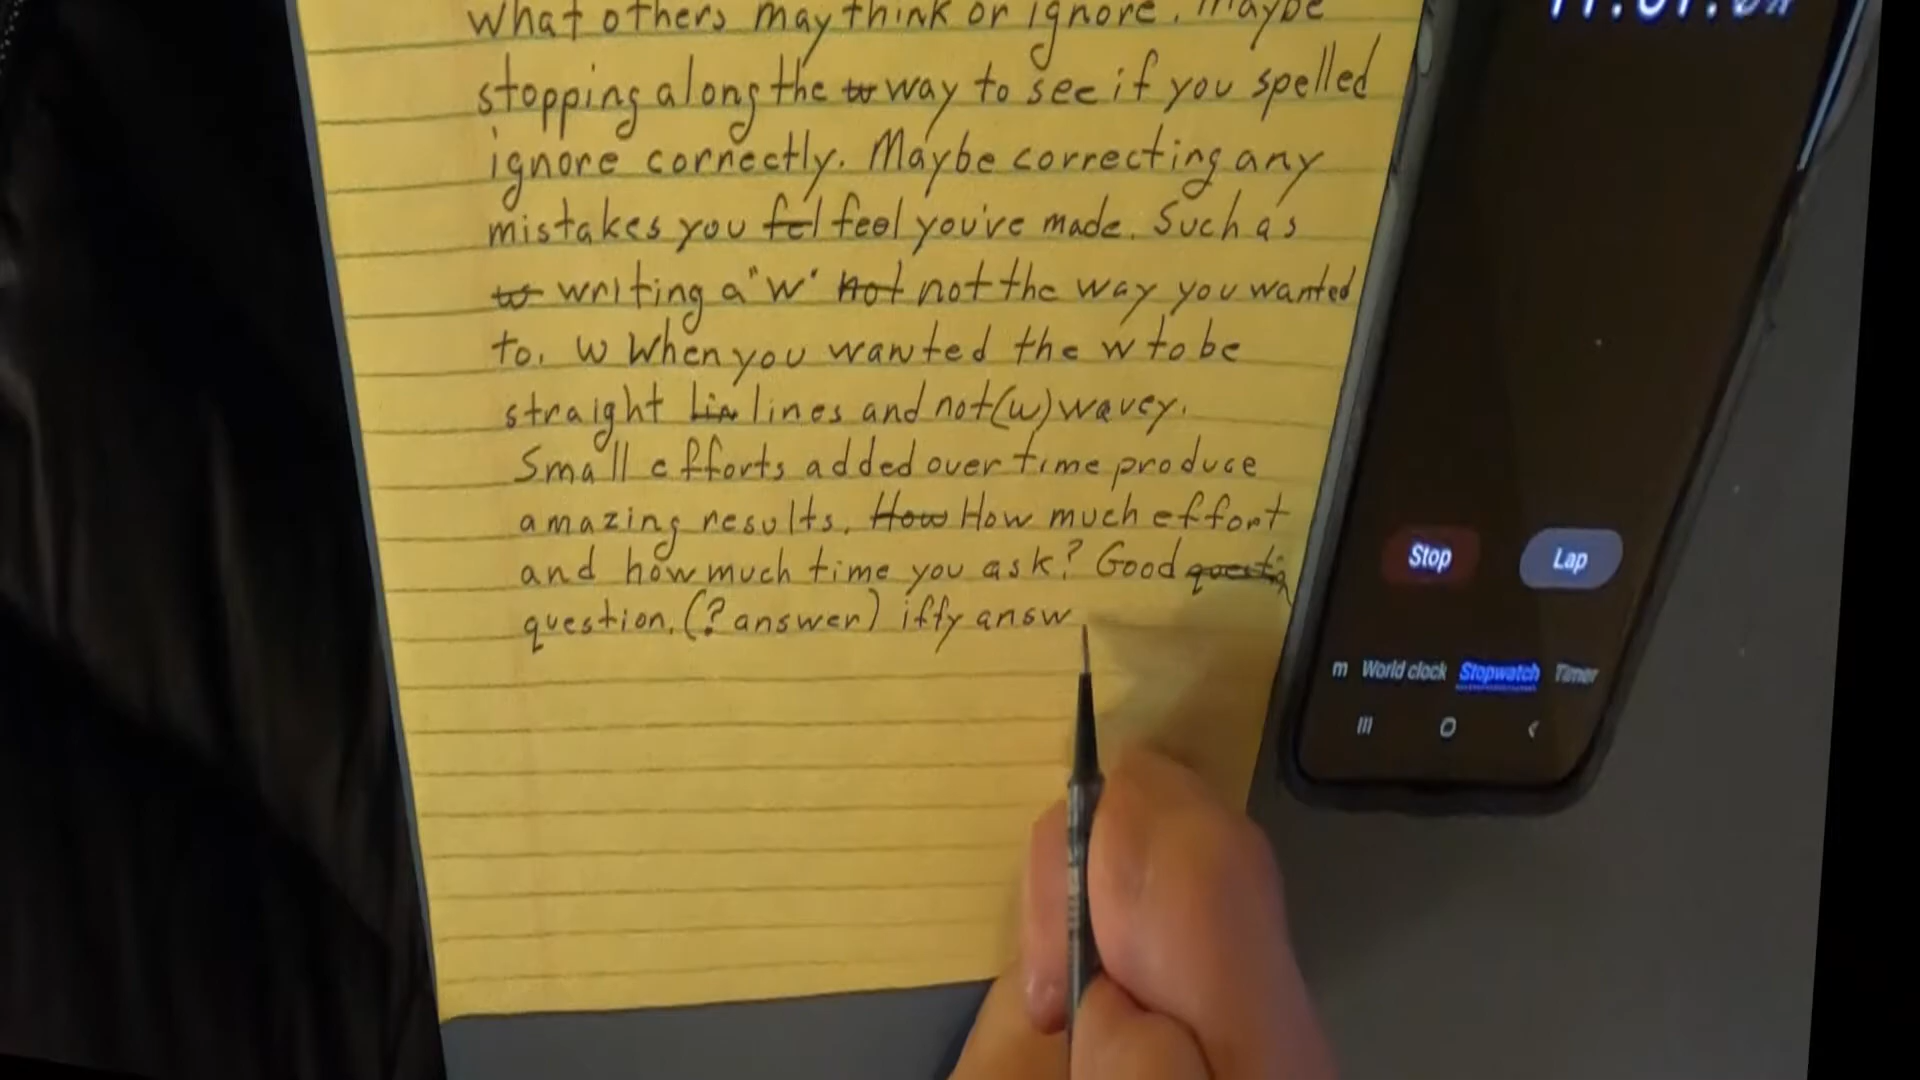 what others may think or ignore. Maybe
stopping along the w way to see if you spelled
ignore correctly. Maybe correcting any
mistakes you fel feel you've made. Such as
w writing a "w" not not the way you wanted
to. w When you wanted the w to be
straight lin lines and not (w) wavey.
Small efforts added over time produce
amazing results. How How much effort
and how much time you ask? Good questin
question. (? answer) iffy answ
Stop
Lap
m World clock Stopwatch Timer